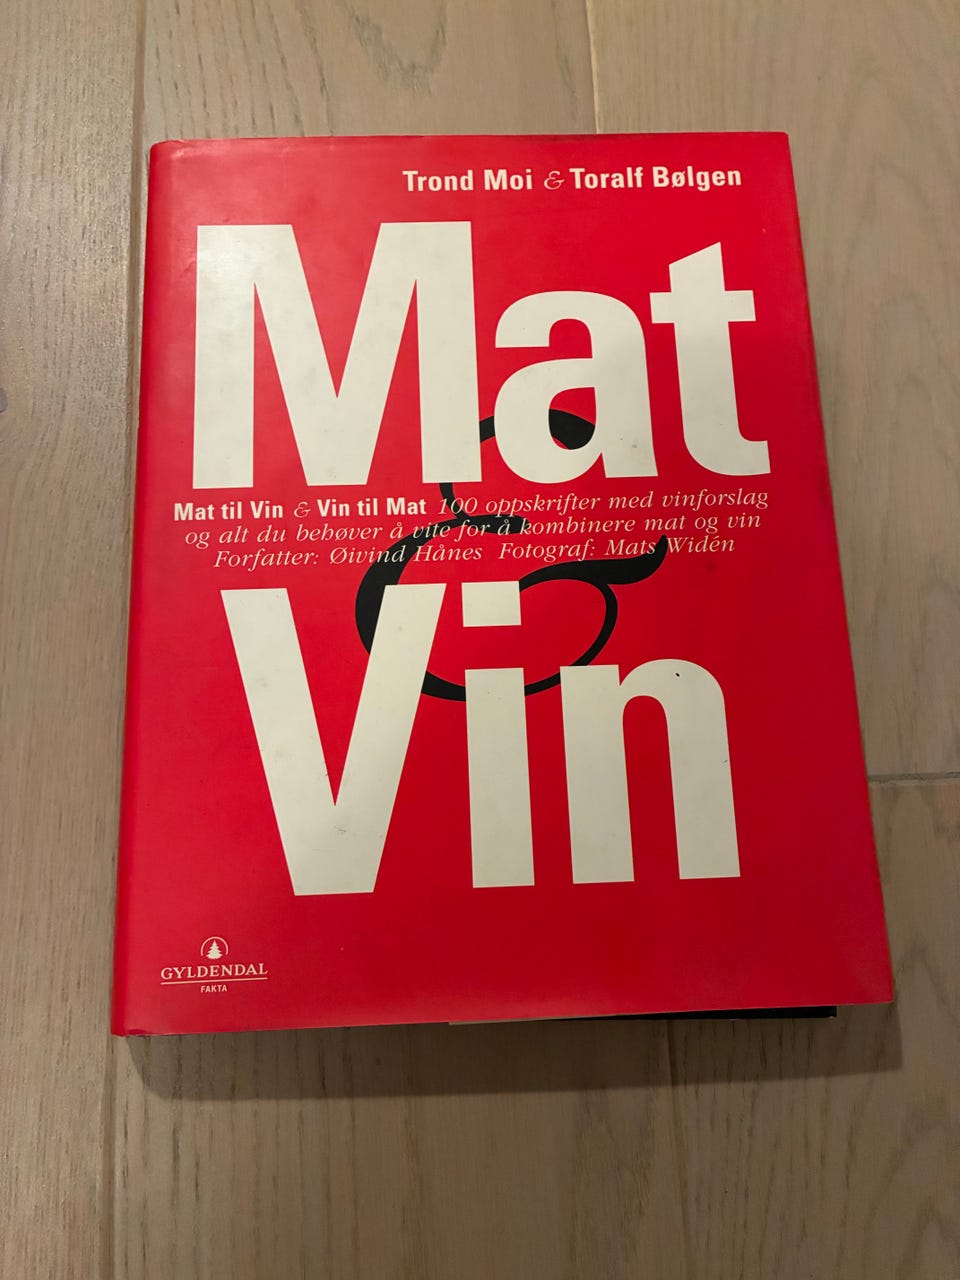 Trond Moi & Toralf Bølgen
Mat
&
Mat til Vin & Vin til Mat 100 oppskrifter med vinforslag
og alt du behøver å vite for å kombinere mat og vin
Forfatter: Øivind Hånes Fotograf: Mats Widén
Vin
GYLDENDAL
FAKTA